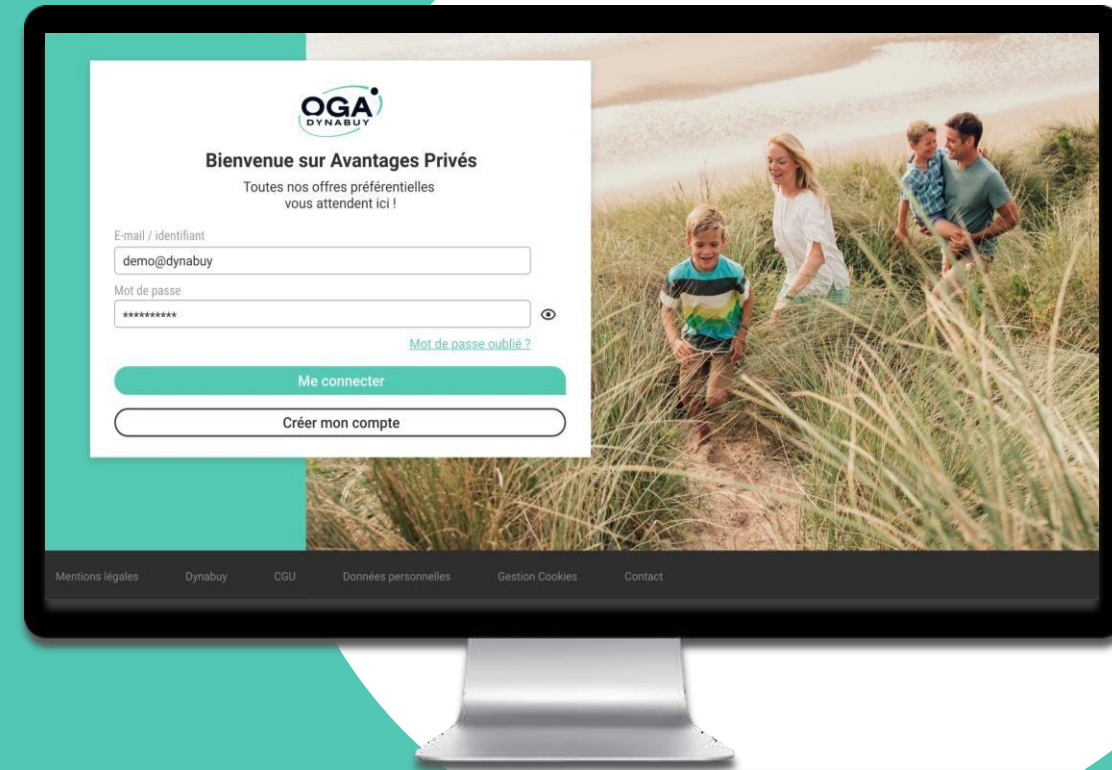 OGA
DYNABUY
Bienvenue sur Avantages Privés
Toutes nos offres préférentielles
vous attendent ici !
E-mail / identifiant
demo@dynabuy
Mot de passe
**********
Mot de passe oublié ?
Me connecter
Créer mon compte
Mentions légales Dynabuy CGU Données personnelles Gestion Cookies Contact